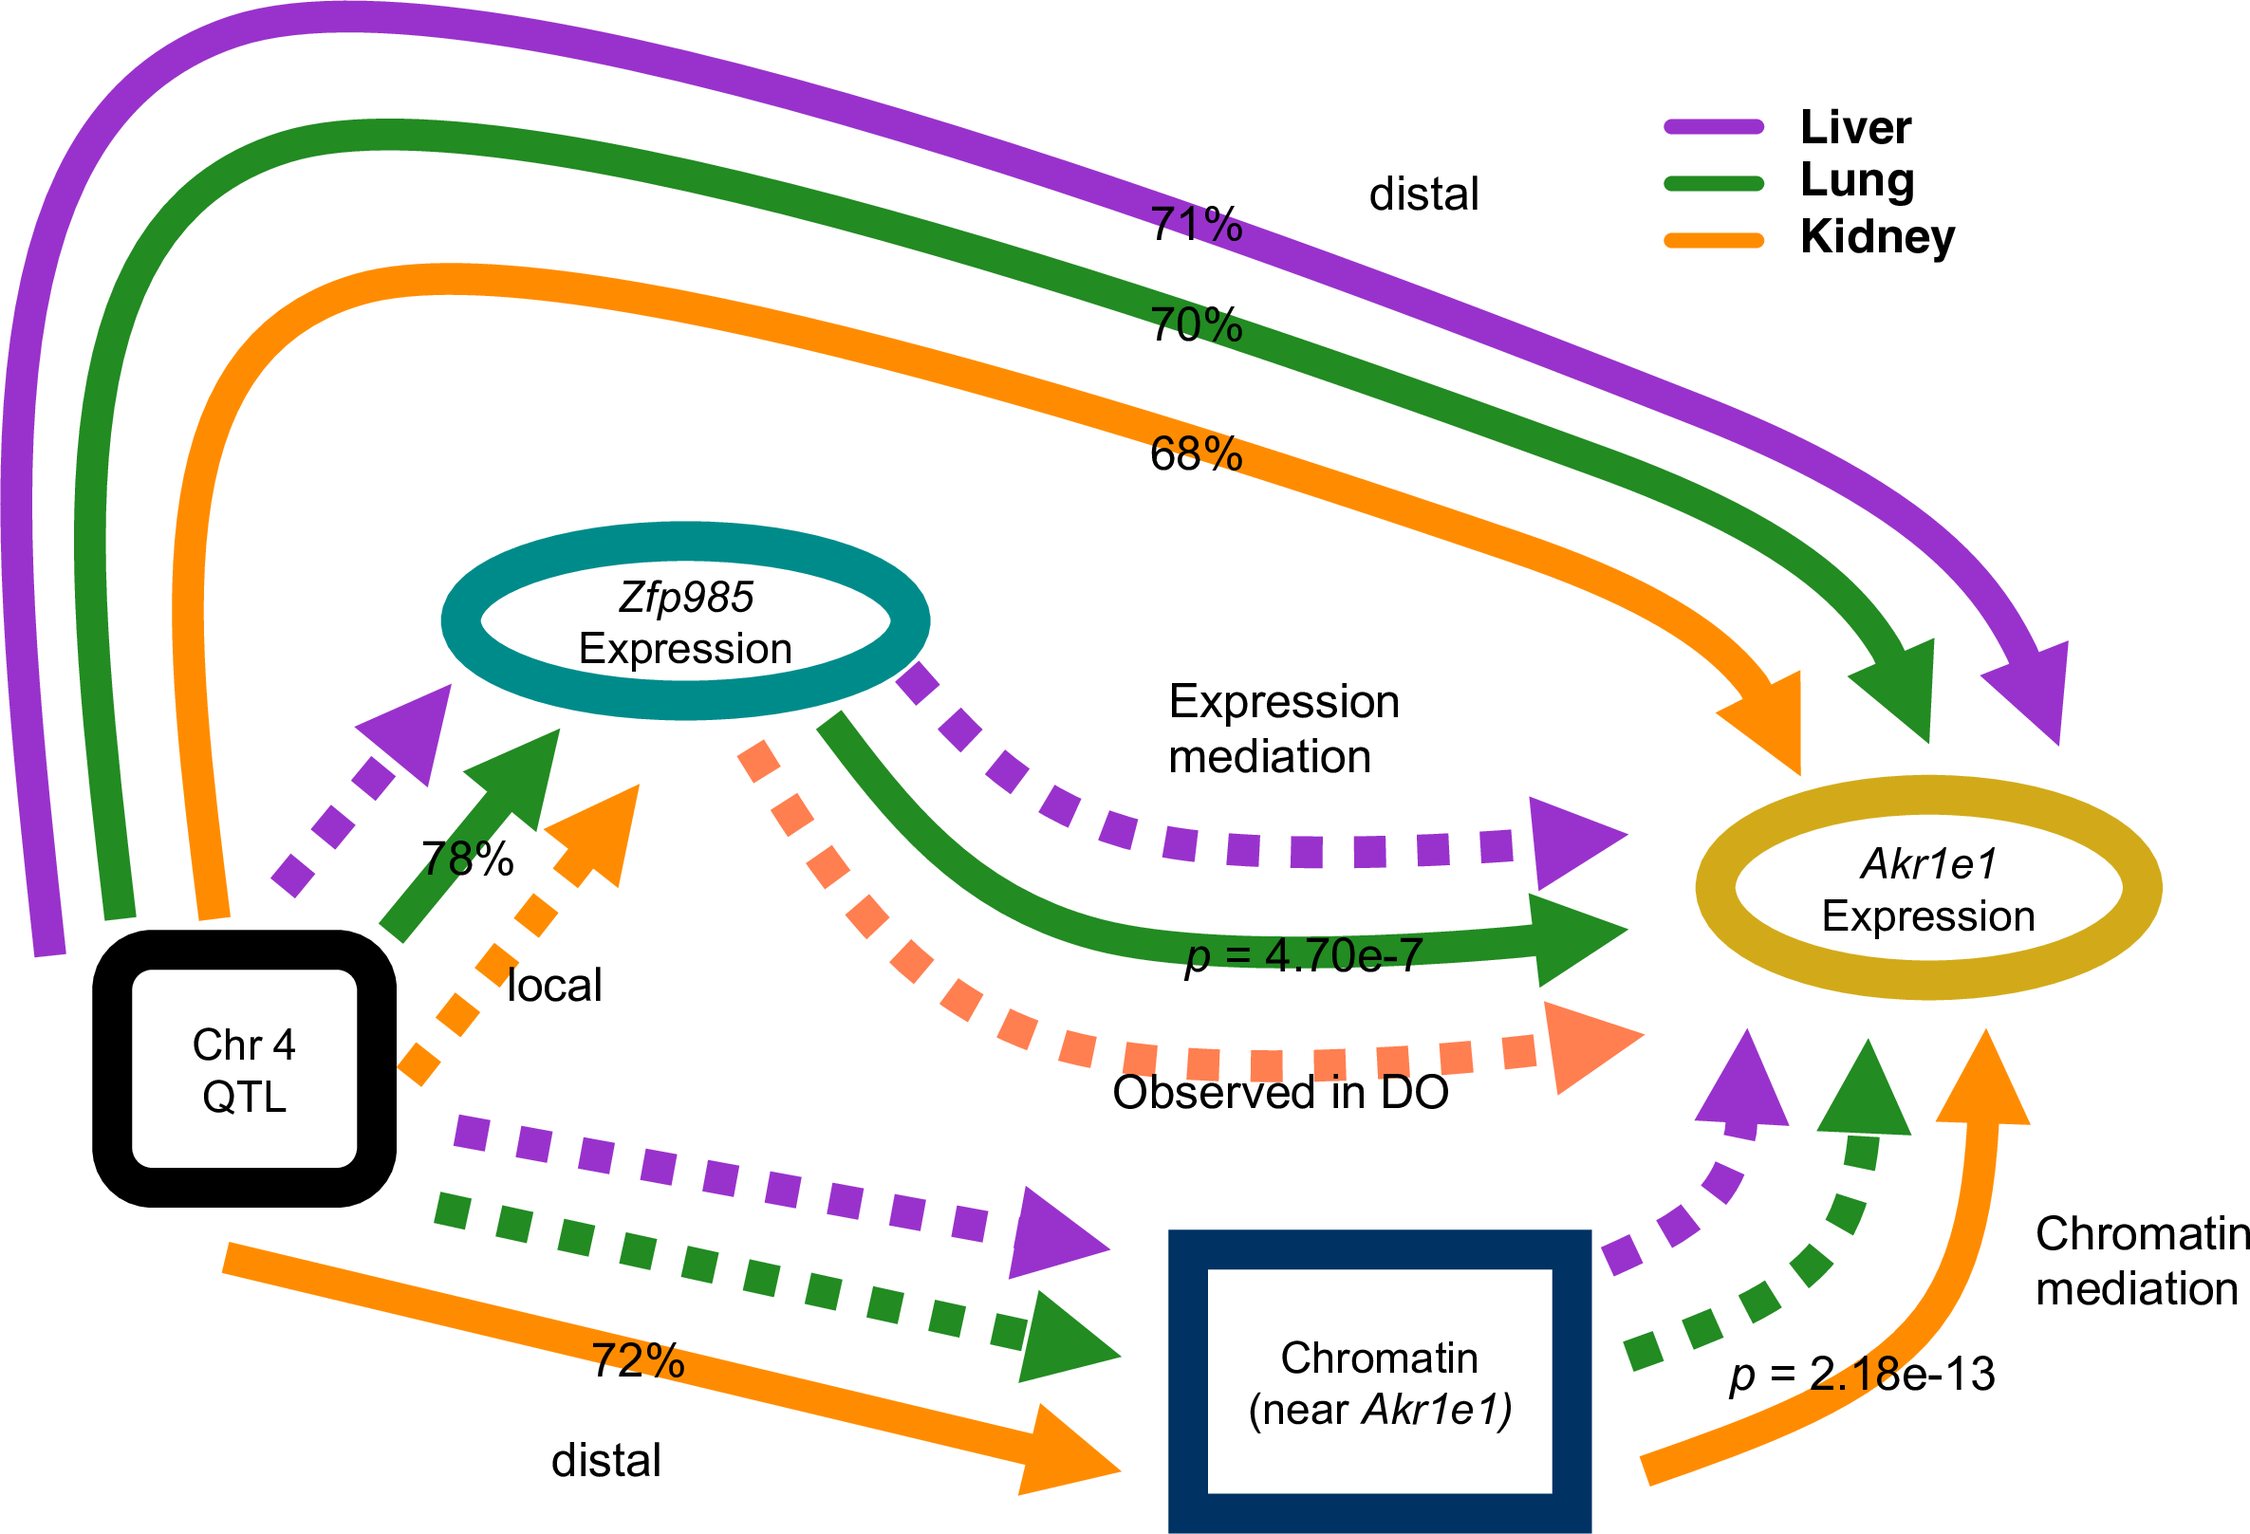 Liver
Lung
Kidney
distal
71%
70%
68%
Zfp985
Expression
Expression
mediation
78%
local
Akr1e1
Expression
p = 4.70e-7
Observed in DO
Chr 4
QTL
Chromatin
mediation
72%
distal
Chromatin
(near Akr1e1)
p = 2.18e-13